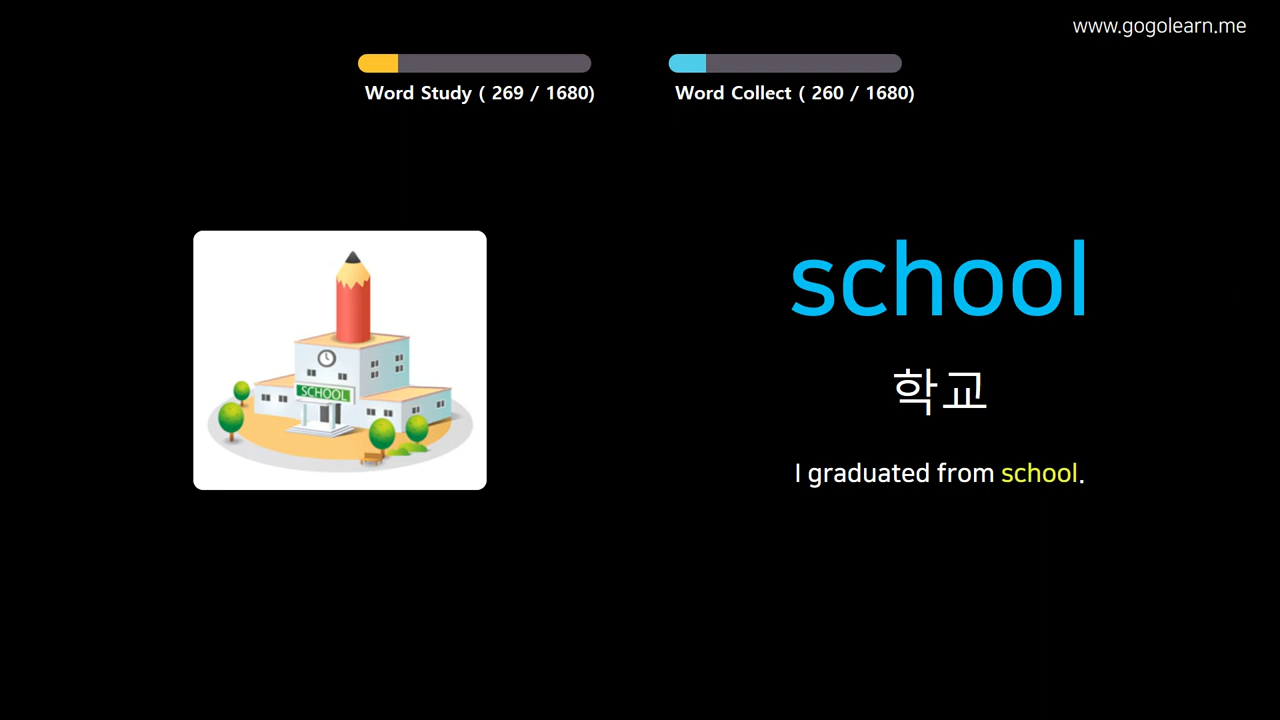 www.gogolearn.me
Word Study ( 269 / 1680)
Word Collect ( 260 / 1680)
SCHOOL
school
학교
I graduated from school.